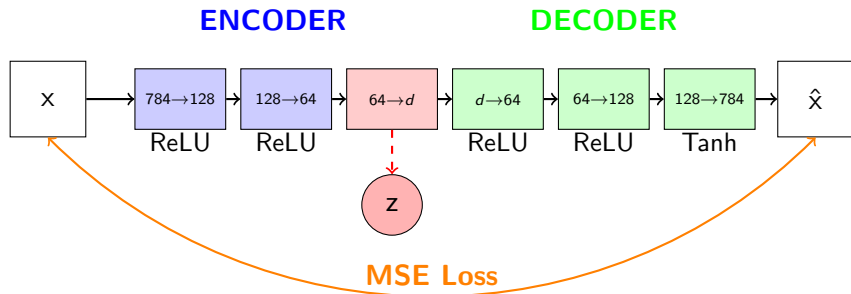 ENCODER DECODER
x 784→128 128→64 64→d d→64 64→128 128→784 x̂
ReLU ReLU ReLU ReLU Tanh
z
MSE Loss